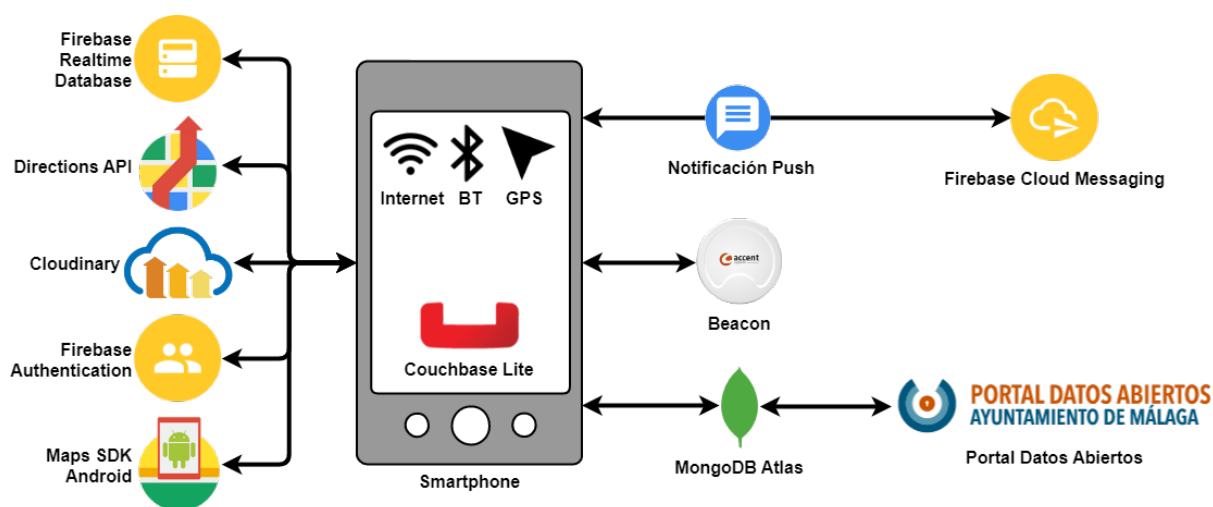 Firebase
Realtime
Database
Directions API
Cloudinary
Firebase
Authentication
Maps SDK
Android
Internet BT GPS
Couchbase Lite
Smartphone
Notificación Push
Firebase Cloud Messaging
accent
Beacon
MongoDB Atlas
PORTAL DATOS ABIERTOS
AYUNTAMIENTO DE MÁLAGA
Portal Datos Abiertos